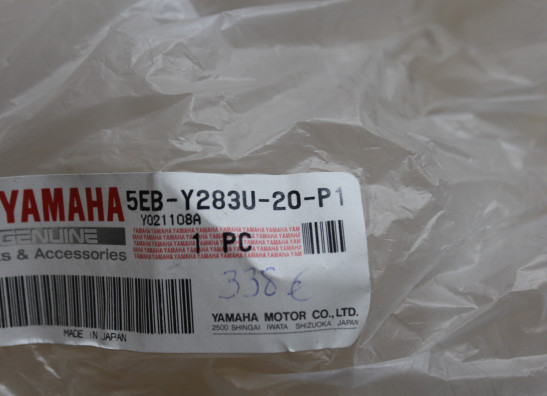 YAMAHA 5EB-Y283U-20-P1
GENUINE Y021108A
& Accessories 1 PC
338 €
YAMAHA MOTOR CO.,LTD.
MADE IN JAPAN 2500 SHINGAI IWATA SHIZUOKA JAPAN